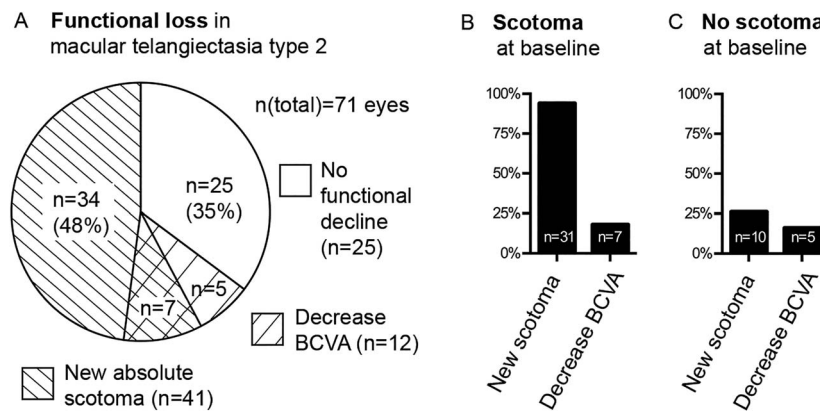 A Functional loss in
macular telangiectasia type 2
n(total)=71 eyes
n=34
(48%)
n=25
(35%)
n=7
n=5
No
functional
decline
(n=25)
Decrease
BCVA (n=12)
New absolute
scotoma (n=41)
B Scotoma
at baseline
100%
75%
50%
25%
0%
n=31
n=7
New scotoma
Decrease BCVA
C No scotoma
at baseline
100%
75%
50%
25%
0%
n=10
n=5
New scotoma
Decrease BCVA